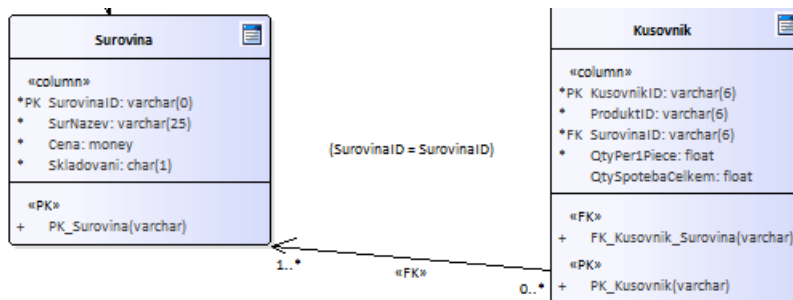 Surovina
«column»
*PK SurovinaID: varchar(0)
* SurNazev: varchar(25)
* Cena: money
* Skladovani: char(1)
«PK»
+ PK_Surovina(varchar)
(SurovinaID = SurovinaID)
1..*
«FK»
0..*
Kusovnik
«column»
*PK KusovnikID: varchar(6)
* ProduktID: varchar(6)
*FK SurovinaID: varchar(6)
* QtyPer1Piece: float
QtySpotebaCelkem: float
«FK»
+ FK_Kusovnik_Surovina(varchar)
«PK»
+ PK_Kusovnik(varchar)